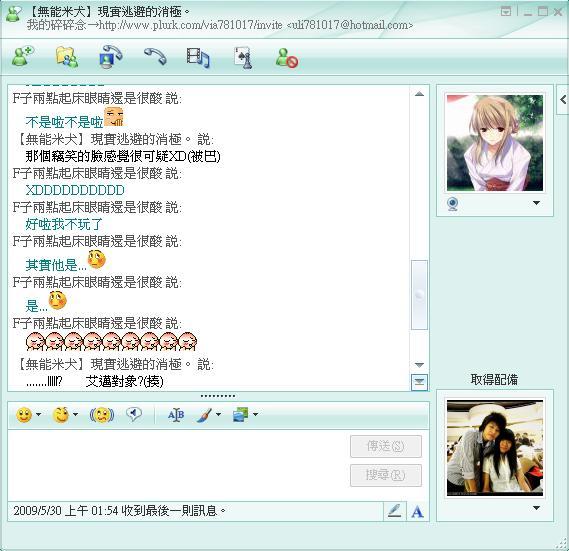 【無能米犬】現實逃避的消極。
我的碎碎念→http://www.plurk.com/via781017/invite <uli781017@hotmail.com>
F子兩點起床眼睛還是很酸 說:
不是啦不是啦
【無能米犬】現實逃避的消極。 說:
那個竊笑的臉感覺很可疑XD(被巴)
F子兩點起床眼睛還是很酸 說:
XDDDDDDDDDD
F子兩點起床眼睛還是很酸 說:
好啦我不玩了
F子兩點起床眼睛還是很酸 說:
其實他是...
F子兩點起床眼睛還是很酸 說:
是...
F子兩點起床眼睛還是很酸 說:
【無能米犬】現實逃避的消極。 說:
.......lllll? 艾邁對象?(揍)
取得配備
傳送(S)
搜尋(R)
2009/5/30 上午 01:54 收到最後一則訊息。